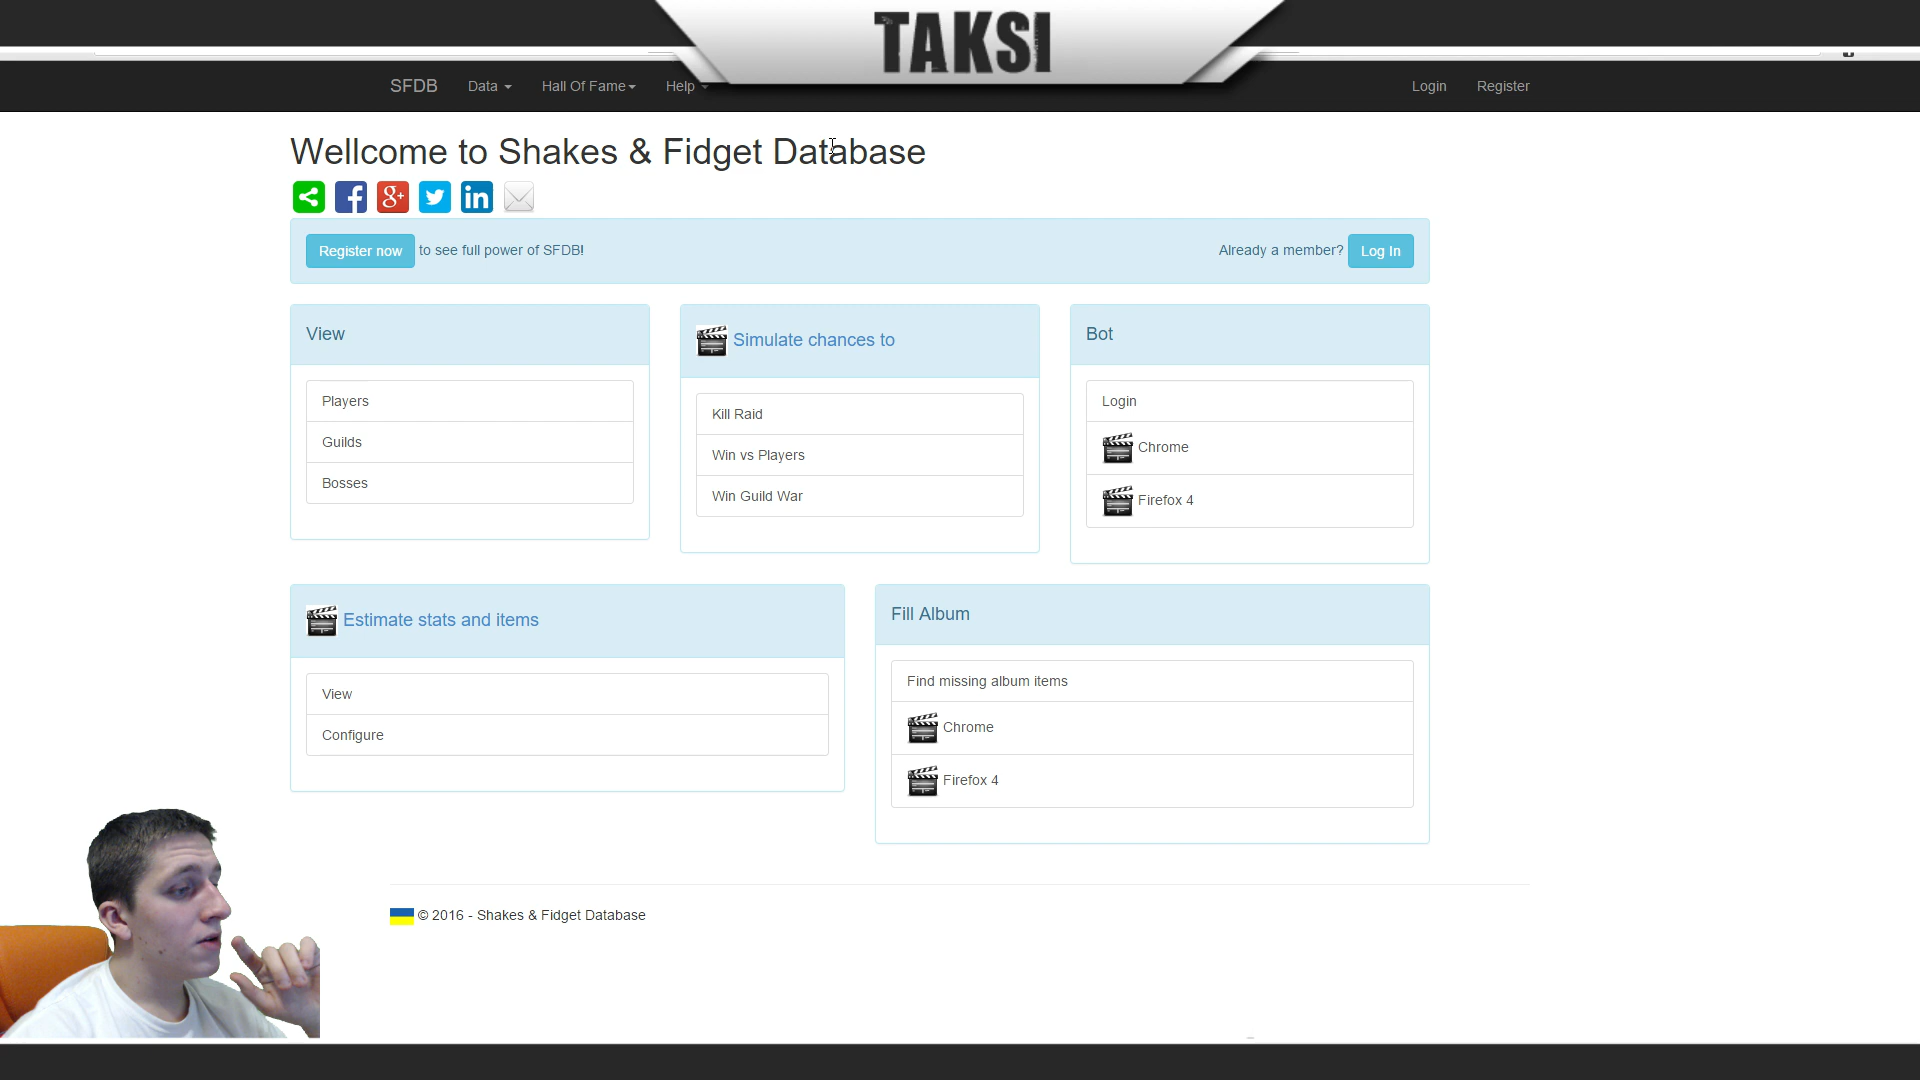 TAKSI
SFDB Data Hall Of Fame Help Login Register
Wellcome to Shakes & Fidget Database
g+ in
Register now to see full power of SFDB! Already a member? Log In
View
Players
Guilds
Bosses
Simulate chances to
Kill Raid
Win vs Players
Win Guild War
Bot
Login
Chrome
Firefox 4
Estimate stats and items
View
Configure
Fill Album
Find missing album items
Chrome
Firefox 4
© 2016 - Shakes & Fidget Database